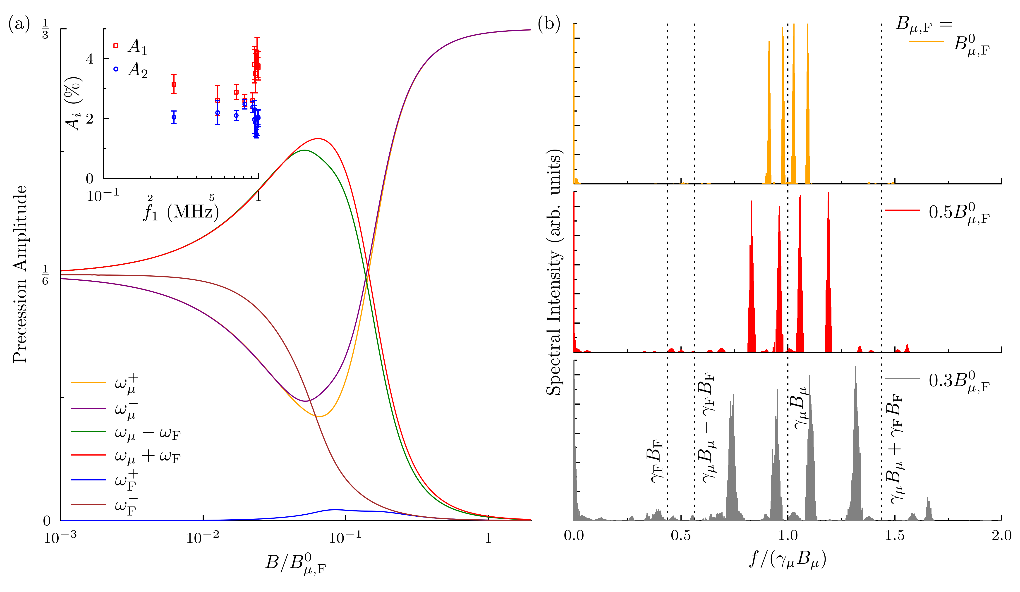 (a)
1/3
1/6
0
Precession Amplitude
10⁻³
10⁻²
10⁻¹
1
B/B⁰μ,F
A₁
A₂
Aᵢ (%)
4
2
0
10⁻¹
2
5
1
f₁ (MHz)
ωμ⁺
ωμ⁻
ωμ − ωF
ωμ + ωF
ωF⁺
ωF⁻
(b)
Bμ,F =
B⁰μ,F
0.5B⁰μ,F
0.3B⁰μ,F
Spectral Intensity (arb. units)
γFBF
γμBμ − γFBF
γμBμ
γμBμ + γFBF
0.0
0.5
1.0
1.5
2.0
f/(γμBμ)